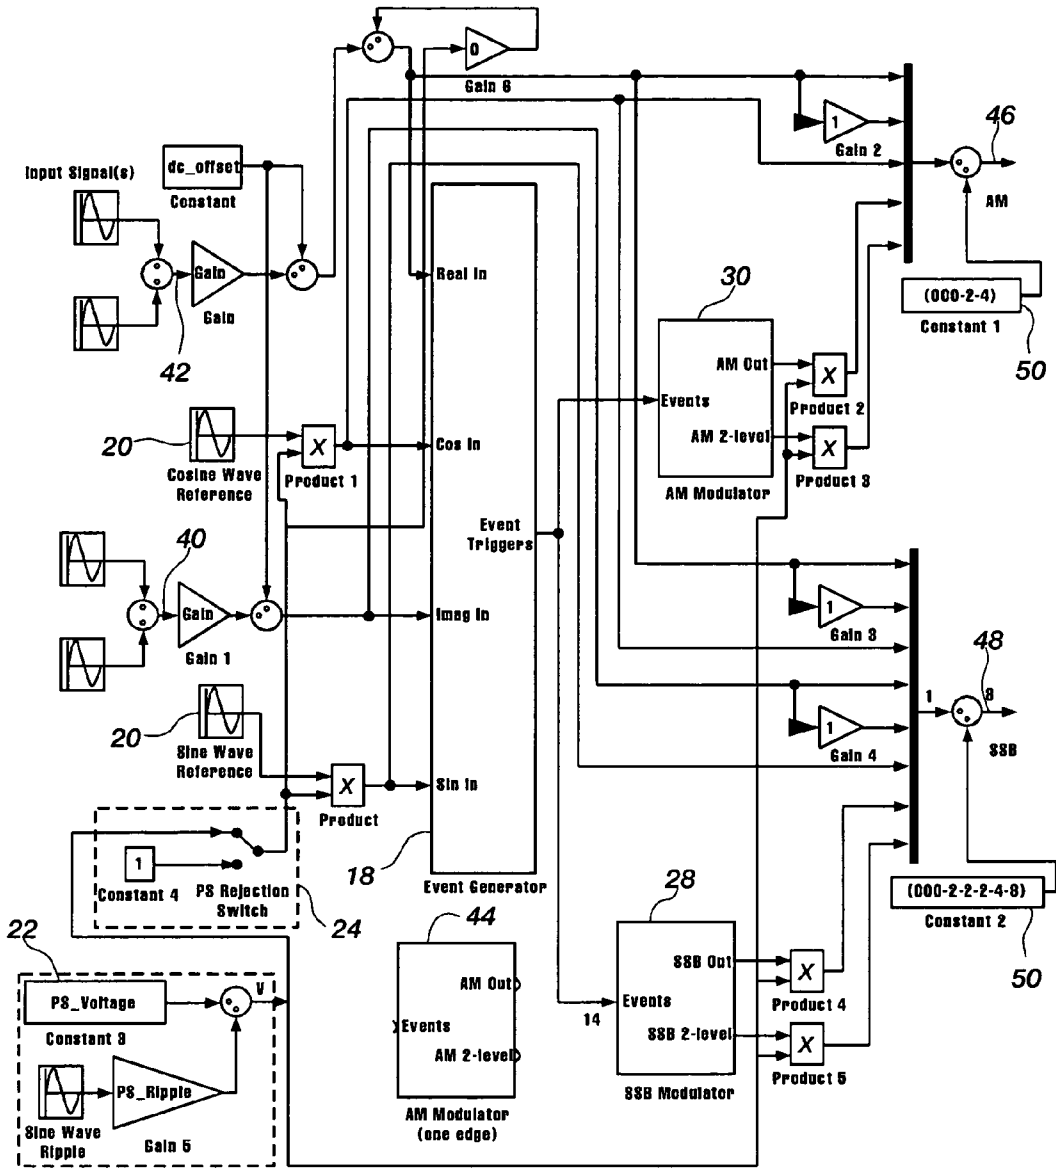 0
Gain 6
1
Gain 2
46
AM
dc_offset
Constant
Input Signal(s)
Gain
Gain
42
Real In
30
(000-2-4)
Constant 1
50
AM Out
X
Product 2
Events
AM 2-level
X
Product 3
AM Modulator
20
X
Cosine Wave
Reference
Product 1
Cos In
Event
Triggers
40
Gain
Gain 1
Imag In
1
Gain 3
48
1
8
SSB
1
Gain 4
20
Sine Wave
Reference
X
Product
Sin In
1
Constant 4
PS Rejection
Switch
24
18
Event Generator
28
(000-2-2-2-4-8)
Constant 2
50
22
PS_Voltage
Constant 3
V
44
AM Out
Events
AM 2-level
AM Modulator
(one edge)
14
Events
SSB Out
SSB 2-level
SSB Modulator
X
Product 4
X
Product 5
PS_Ripple
Sine Wave
Ripple
Gain 5